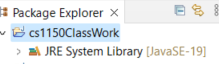 Package Explorer
cs1150ClassWork
JRE System Library [JavaSE-19]